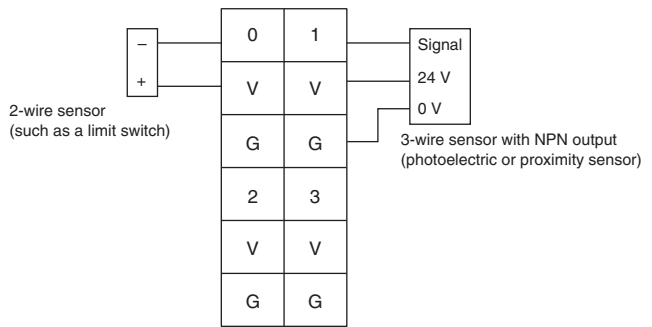 –
+
2-wire sensor
(such as a limit switch)
0 1
V V
G G
2 3
V V
G G
Signal
24 V
0 V
3-wire sensor with NPN output
(photoelectric or proximity sensor)